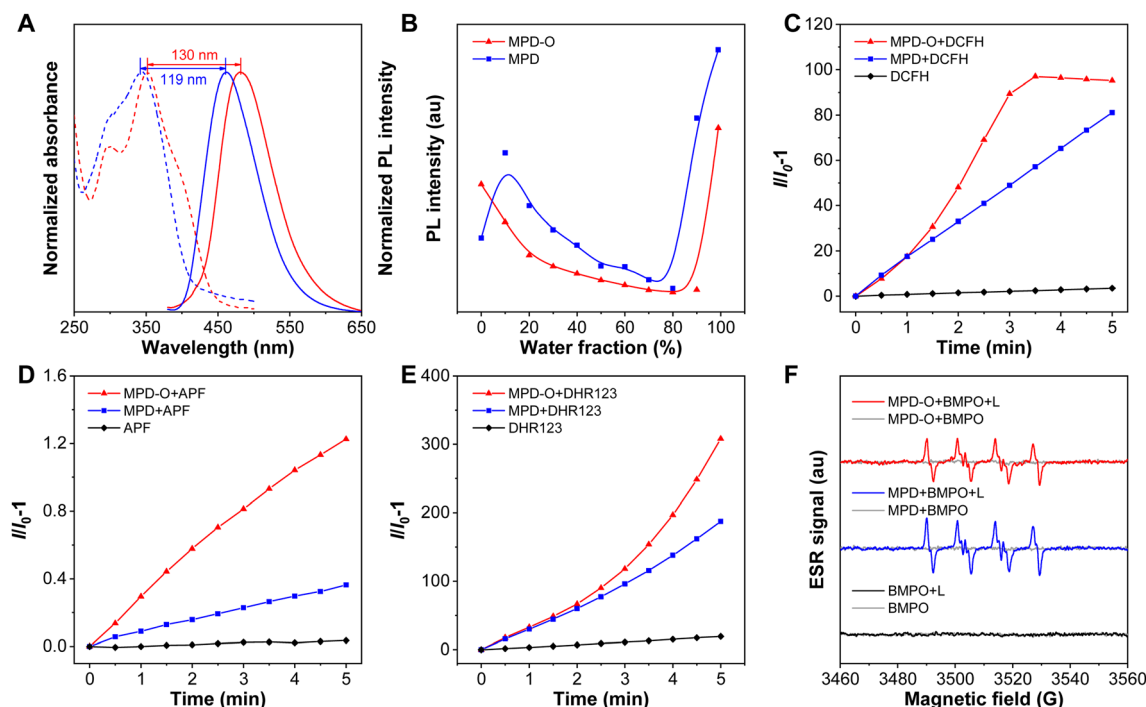 A
Normalized absorbance
130 nm
119 nm
Normalized PL intensity
250
350
450
550
650
Wavelength (nm)
B
PL intensity (au)
MPD-O
MPD
0
20
40
60
80
100
Water fraction (%)
C
I/I0-1
120
100
80
60
40
20
0
MPD-O+DCFH
MPD+DCFH
DCFH
0
1
2
3
4
5
Time (min)
D
I/I0-1
1.6
1.2
0.8
0.4
0.0
MPD-O+APF
MPD+APF
APF
0
1
2
3
4
5
Time (min)
E
I/I0-1
400
300
200
100
0
MPD-O+DHR123
MPD+DHR123
DHR123
0
1
2
3
4
5
Time (min)
F
ESR signal (au)
MPD-O+BMPO+L
MPD-O+BMPO
MPD+BMPO+L
MPD+BMPO
BMPO+L
BMPO
3460
3480
3500
3520
3540
3560
Magnetic field (G)